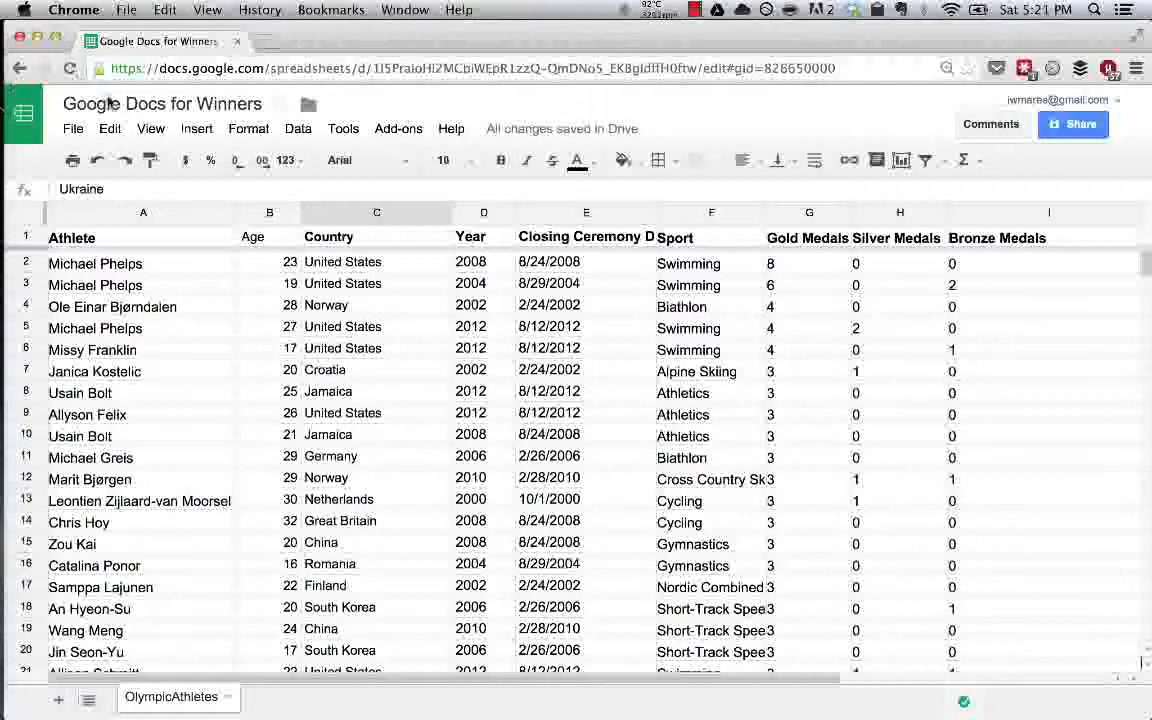 Chrome File Edit View History Bookmarks Window Help 92°C Sat 5:21 PM
Google Docs for Winners
https://docs.google.com/spreadsheets/d/
Google Docs for Winners
iwmarea@gmail.com
File Edit View Insert Format Data Tools Add-ons Help All changes saved in Drive
Comments Share
$ % .0 .00 123 Arial 10 B I S A Σ
fx Ukraine
A B C D E F G H I
1 Athlete Age Country Year Closing Ceremony D Sport Gold Medals Silver Medals Bronze Medals
2 Michael Phelps 23 United States 2008 8/24/2008 Swimming 8 0 0
3 Michael Phelps 19 United States 2004 8/29/2004 Swimming 6 0 2
4 Ole Einar Bjørndalen 28 Norway 2002 2/24/2002 Biathlon 4 0 0
5 Michael Phelps 27 United States 2012 8/12/2012 Swimming 4 2 0
6 Missy Franklin 17 United States 2012 8/12/2012 Swimming 4 0 1
7 Janica Kostelic 20 Croatia 2002 2/24/2002 Alpine Skiing 3 1 0
8 Usain Bolt 25 Jamaica 2012 8/12/2012 Athletics 3 0 0
9 Allyson Felix 26 United States 2012 8/12/2012 Athletics 3 0 0
10 Usain Bolt 21 Jamaica 2008 8/24/2008 Athletics 3 0 0
11 Michael Greis 29 Germany 2006 2/26/2006 Biathlon 3 0 0
12 Marit Bjørgen 29 Norway 2010 2/28/2010 Cross Country Sk 3 1 1
13 Leontien Zijlaard-van Moorsel 30 Netherlands 2000 10/1/2000 Cycling 3 1 0
14 Chris Hoy 32 Great Britain 2008 8/24/2008 Cycling 3 0 0
15 Zou Kai 20 China 2008 8/24/2008 Gymnastics 3 0 0
16 Catalina Ponor 16 Romania 2004 8/29/2004 Gymnastics 3 0 0
17 Samppa Lajunen 22 Finland 2002 2/24/2002 Nordic Combined 3 0 0
18 An Hyeon-Su 20 South Korea 2006 2/26/2006 Short-Track Spee 3 0 1
19 Wang Meng 24 China 2010 2/28/2010 Short-Track Spee 3 0 0
20 Jin Seon-Yu 17 South Korea 2006 2/26/2006 Short-Track Spee 3 0 0
OlympicAthletes